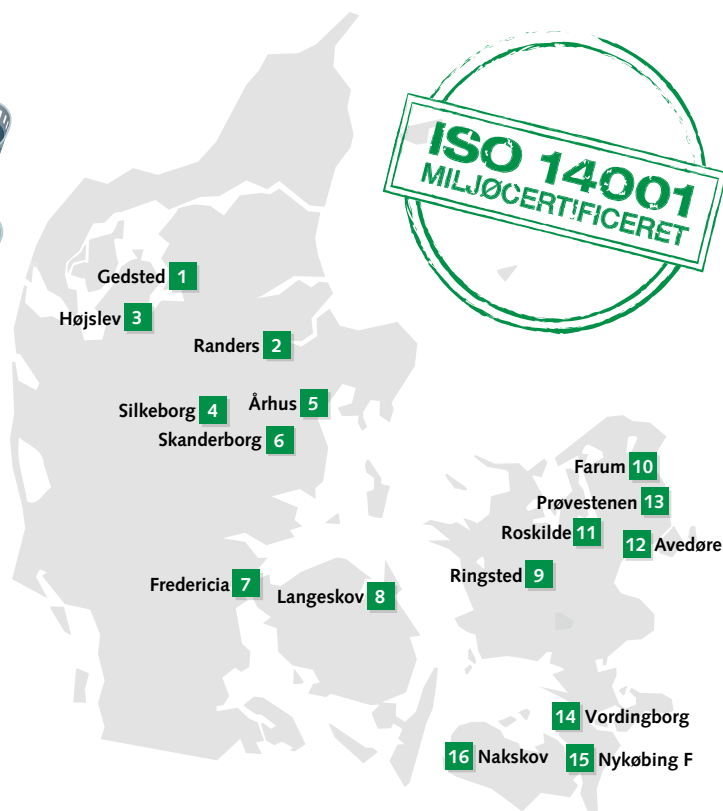 ISO 14001
MILJØCERTIFICERET
Gedsted 1
Højslev 3
Randers 2
Silkeborg 4
Århus 5
Skanderborg 6
Farum 10
Prøvestenen 13
Roskilde 11
12 Avedøre
Ringsted 9
Fredericia 7
Langeskov 8
14 Vordingborg
16 Nakskov
15 Nykøbing F